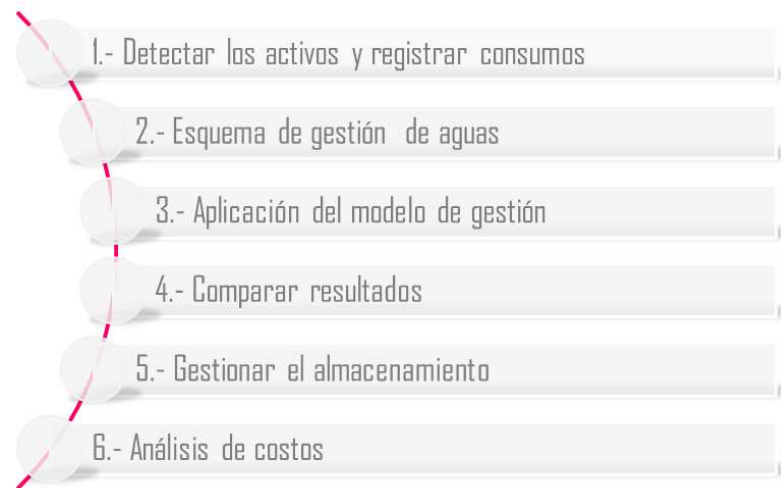 1.- Detectar los activos y registrar consumos
2.- Esquema de gestión de aguas
3.- Aplicación del modelo de gestión
4.- Comparar resultados
5.- Gestionar el almacenamiento
6.- Análisis de costos